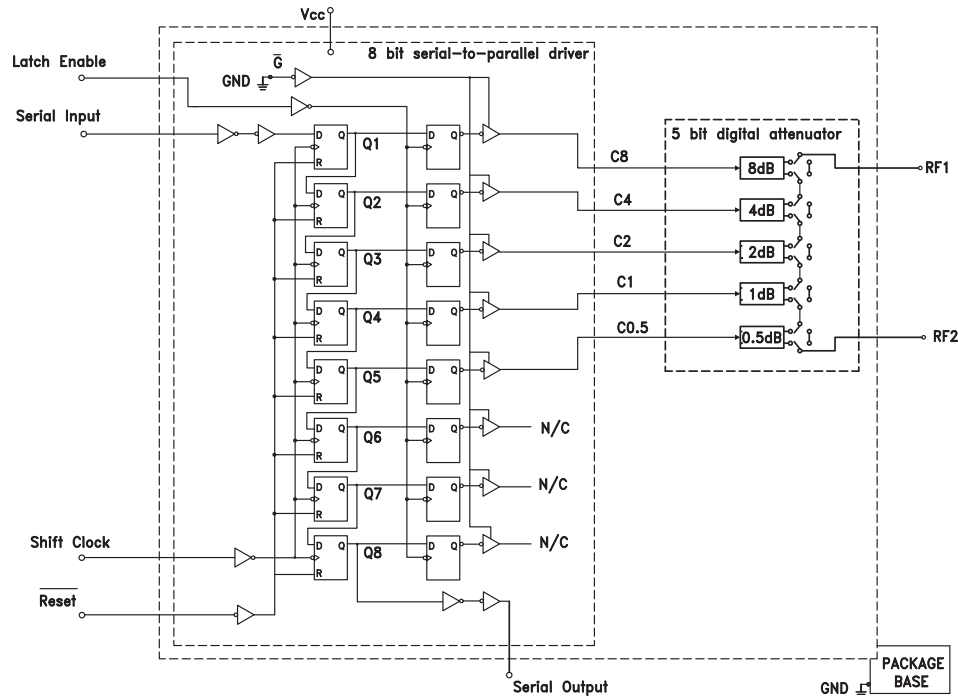 Vcc
8 bit serial-to-parallel driver
Latch Enable
G
GND
Serial Input
D Q
R
Q1
D Q
C8
5 bit digital attenuator
8dB
RF1
D Q
R
Q2
D Q
C4
4dB
D Q
R
Q3
D Q
C2
2dB
D Q
R
Q4
D Q
C1
1dB
D Q
R
Q5
D Q
C0.5
0.5dB
RF2
D Q
R
Q6
D Q
N/C
D Q
R
Q7
D Q
N/C
Shift Clock
D Q
R
Q8
D Q
N/C
Reset
Serial Output
GND
PACKAGE
BASE